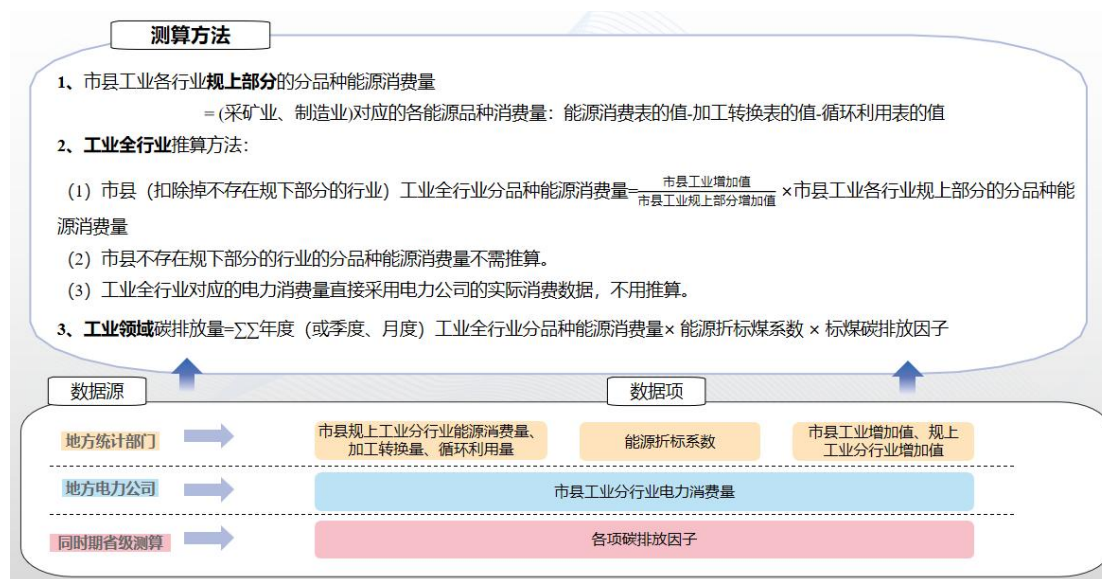 测算方法
1、市县工业各行业规上部分的分品种能源消费量
= (采矿业、制造业)对应的各能源品种消费量：能源消费表的值-加工转换表的值-循环利用表的值
2、工业全行业推算方法：
（1）市县（扣除掉不存在规下部分的行业）工业全行业分品种能源消费量=市县工业增加值/市县工业规上部分增加值×市县工业各行业规上部分的分品种能
源消费量
（2）市县不存在规下部分的行业的分品种能源消费量不需推算。
（3）工业全行业对应的电力消费量直接采用电力公司的实际消费数据，不用推算。
3、工业领域碳排放量=∑∑年度（或季度、月度）工业全行业分品种能源消费量× 能源折标煤系数 × 标煤碳排放因子
数据源
数据项
地方统计部门
市县规上工业分行业能源消费量、
加工转换量、循环利用量
能源折标系数
市县工业增加值、规上
工业分行业增加值
地方电力公司
市县工业分行业电力消费量
同时期省级测算
各项碳排放因子